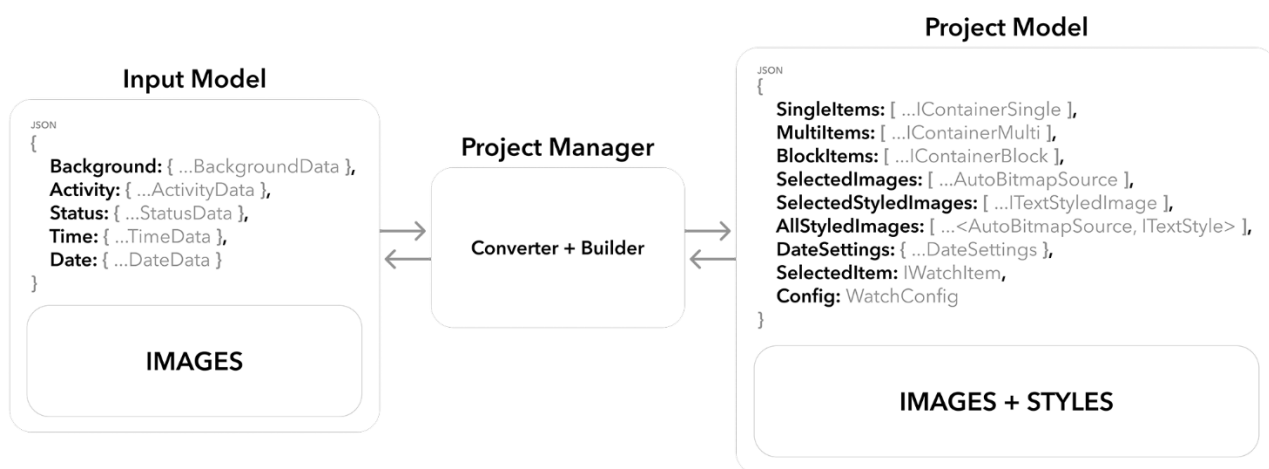 Input Model
JSON
{
Background: { ...BackgroundData },
Activity: { ...ActivityData },
Status: { ...StatusData },
Time: { ...TimeData },
Date: { ...DateData }
}
IMAGES
Project Manager
Converter + Builder
Project Model
JSON
{
SingleItems: [ ...IContainerSingle ],
MultiItems: [ ...IContainerMulti ],
BlockItems: [ ...IContainerBlock ],
SelectedImages: [ ...AutoBitmapSource ],
SelectedStyledImages: [ ...ITextStyledImage ],
AllStyledImages: [ ...<AutoBitmapSource, ITextStyle> ],
DateSettings: { ...DateSettings },
SelectedItem: IWatchItem,
Config: WatchConfig
}
IMAGES + STYLES